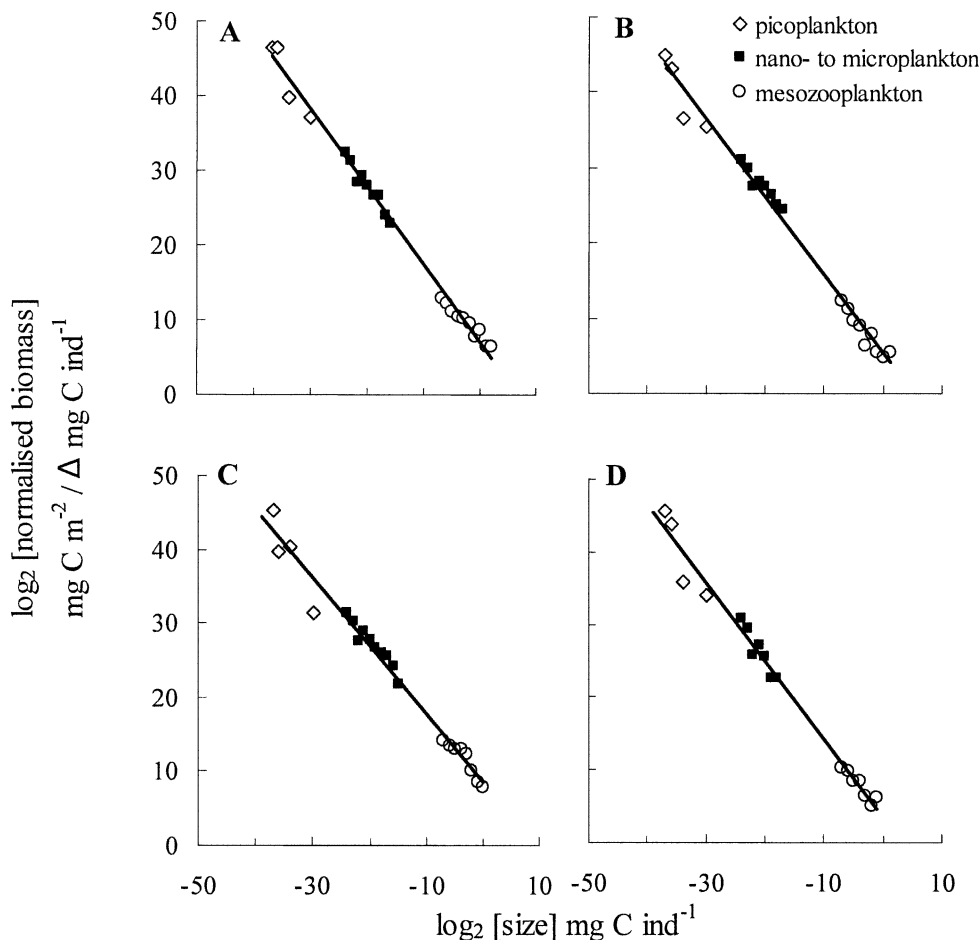 A
50
40
30
20
10
0
B
◇ picoplankton
■ nano- to microplankton
○ mesozooplankton
log₂ [normalised biomass]
mg C m⁻² / Δ mg C ind⁻¹
C
50
40
30
20
10
0
-50 -30 -10 10
D
-50 -30 -10 10
log₂ [size] mg C ind⁻¹